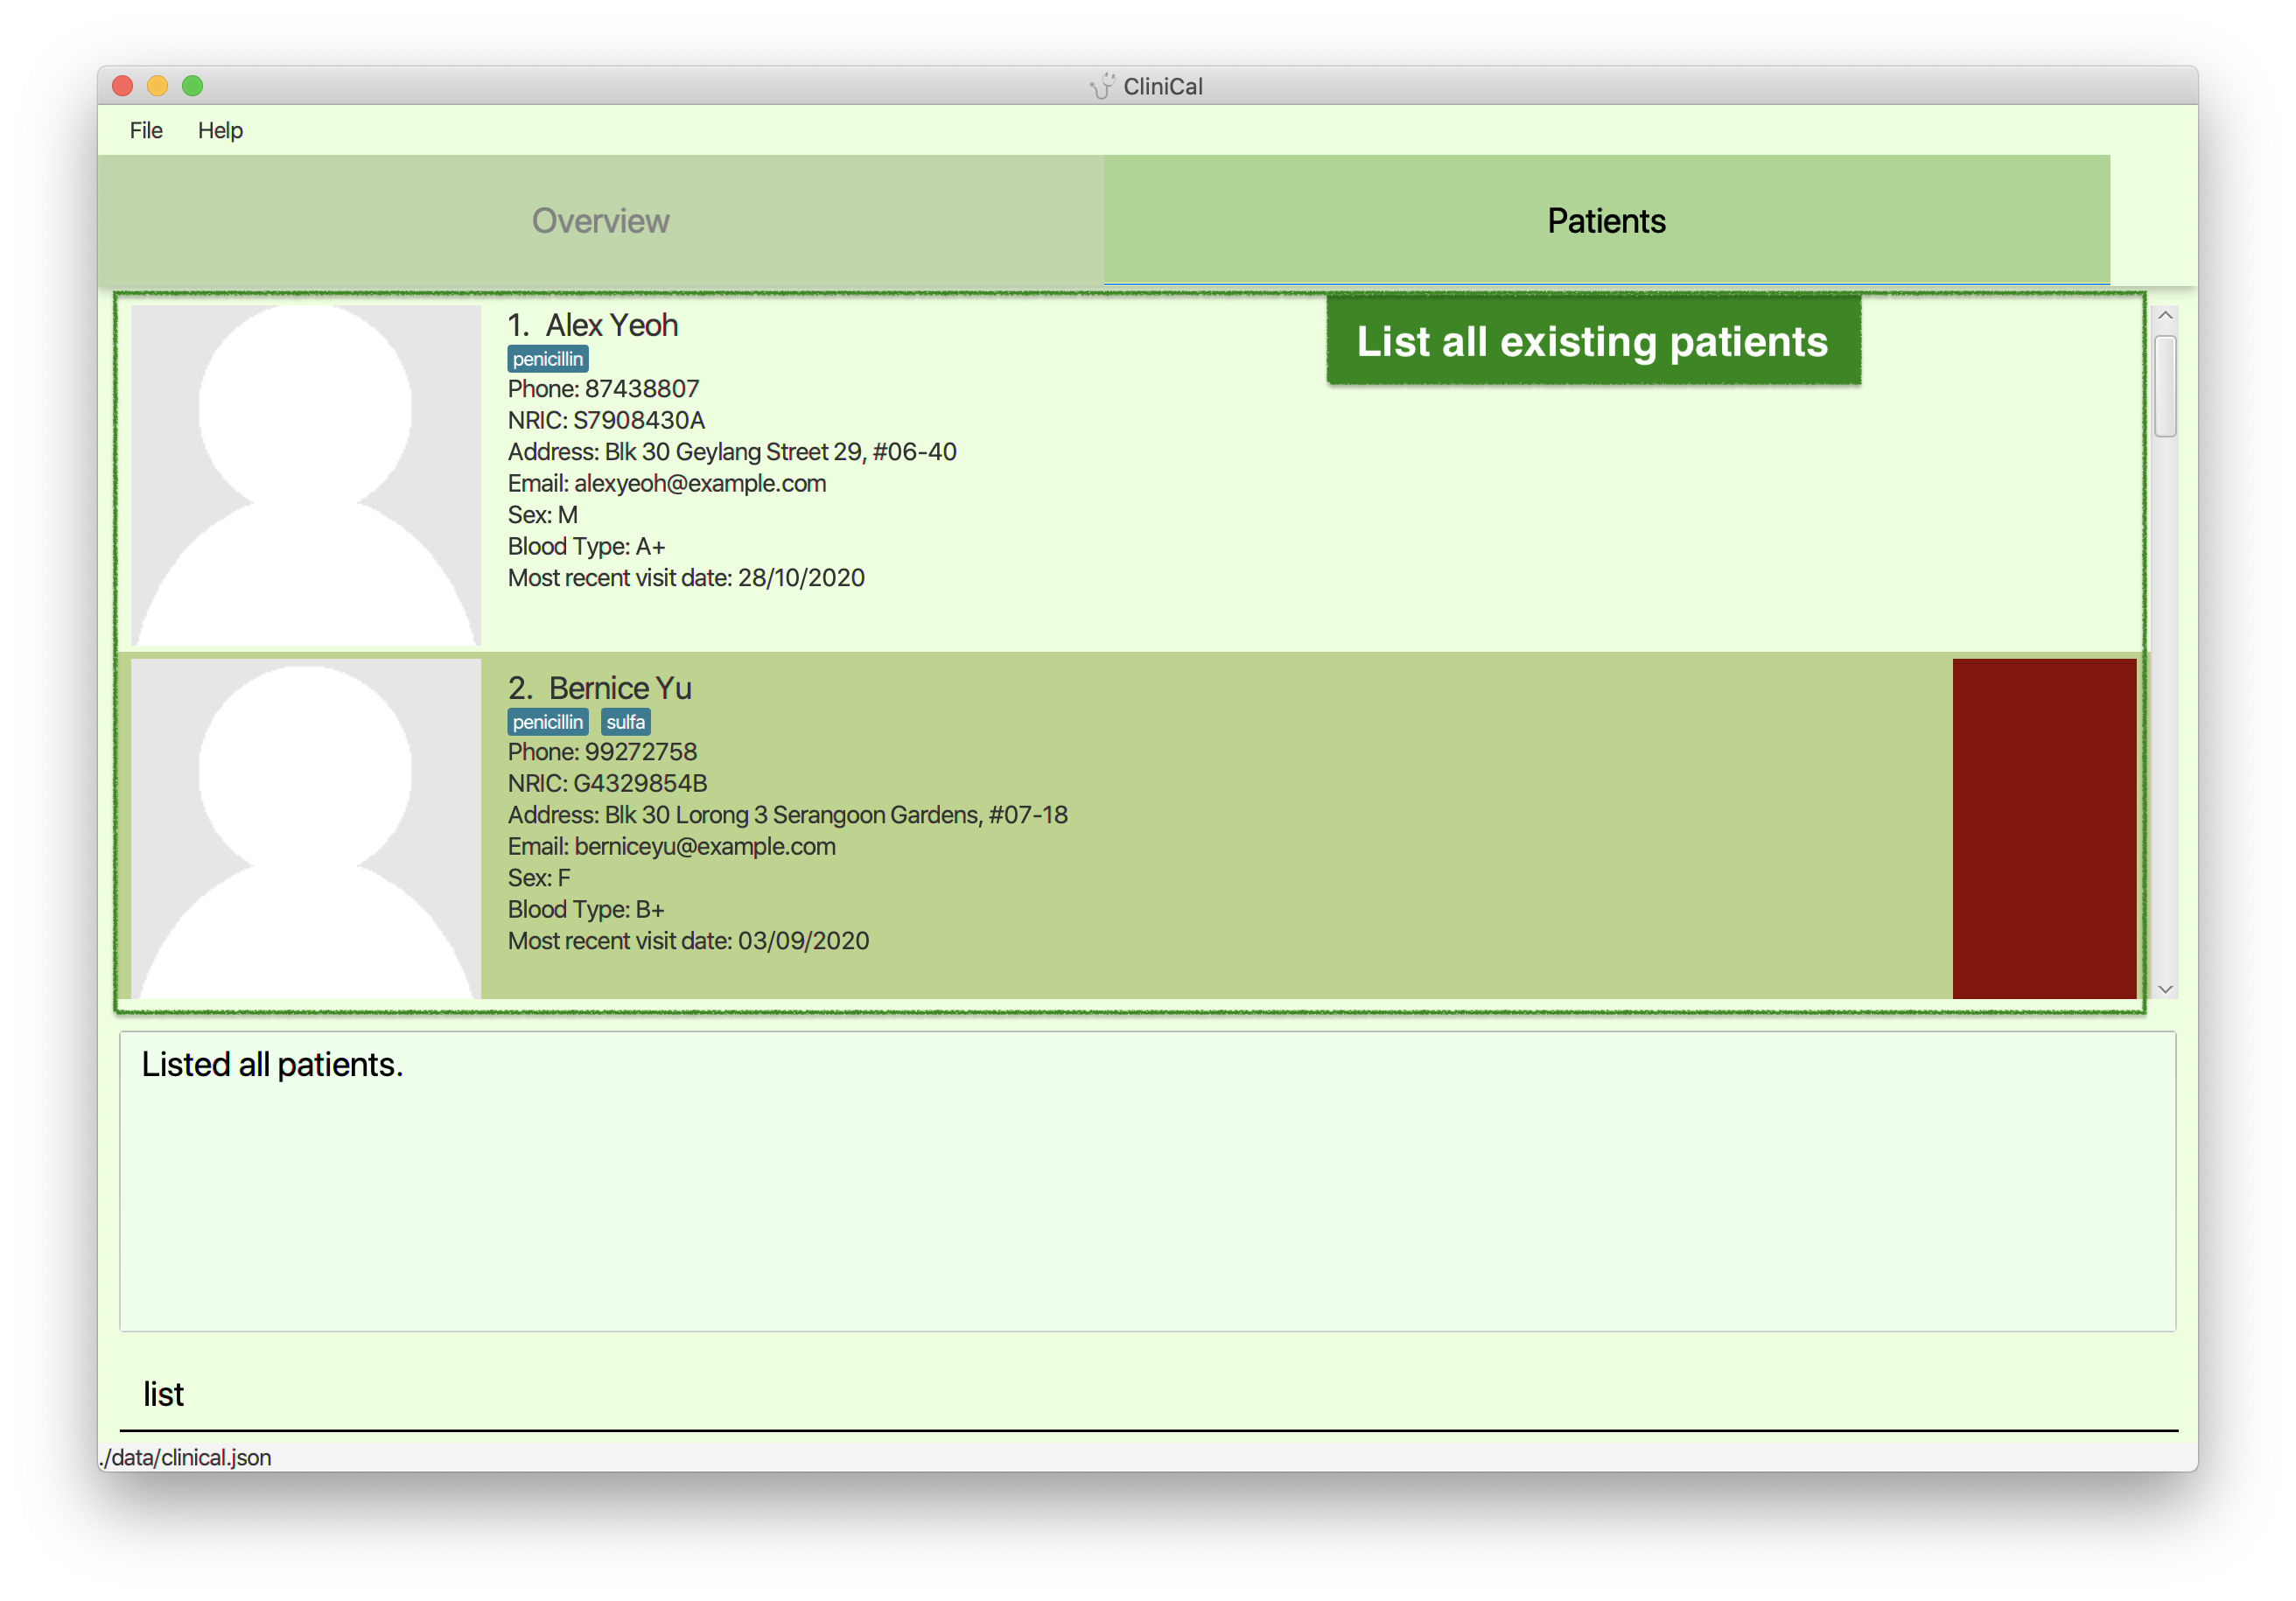 CliniCal
File Help
Overview Patients
List all existing patients
1. Alex Yeoh
penicillin
Phone: 87438807
NRIC: S7908430A
Address: Blk 30 Geylang Street 29, #06-40
Email: alexyeoh@example.com
Sex: M
Blood Type: A+
Most recent visit date: 28/10/2020
2. Bernice Yu
penicillin sulfa
Phone: 99272758
NRIC: G4329854B
Address: Blk 30 Lorong 3 Serangoon Gardens, #07-18
Email: berniceyu@example.com
Sex: F
Blood Type: B+
Most recent visit date: 03/09/2020
Listed all patients.
list
./data/clinical.json